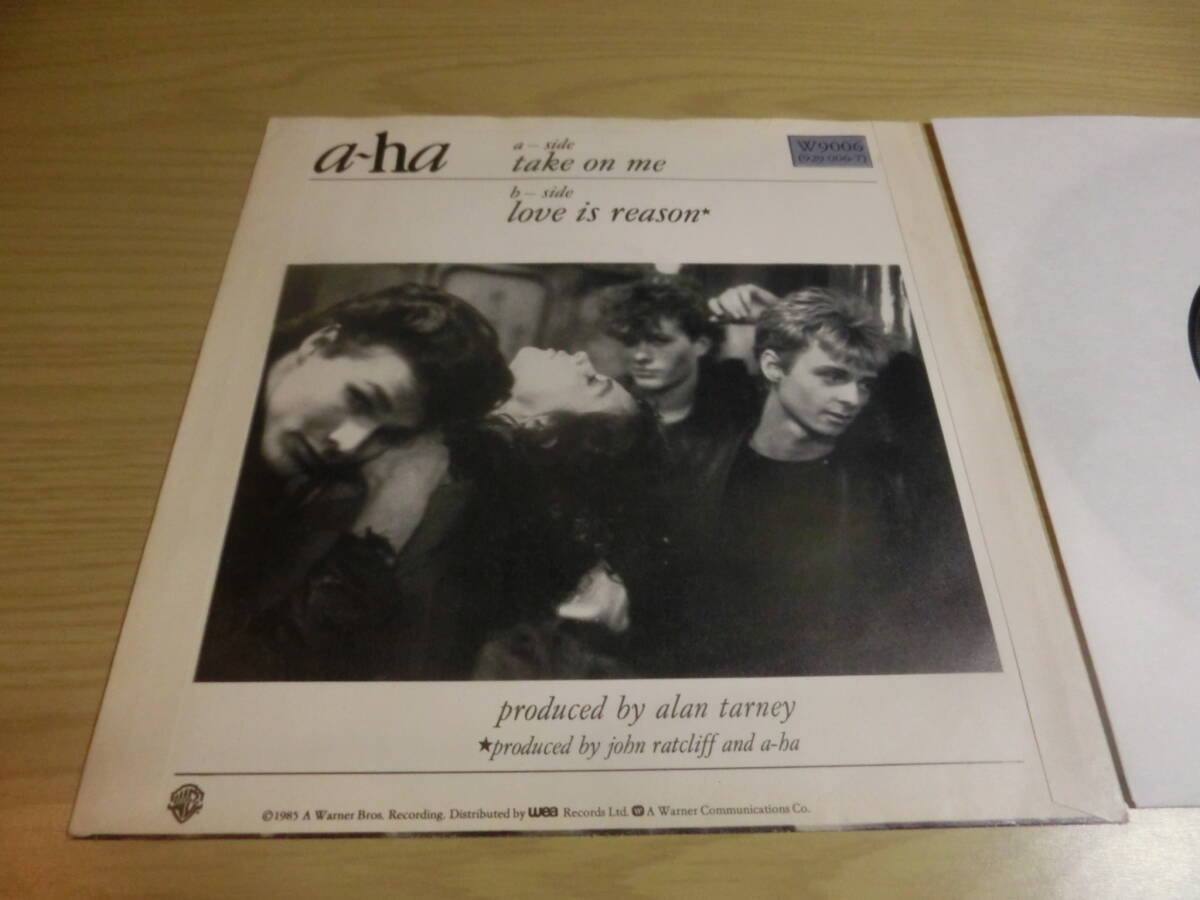 a-ha
a – side
take on me
W9006
(929 006-7)
b – side
love is reason*
produced by alan tarney
★produced by john ratcliff and a-ha
©1985 A Warner Bros. Recording. Distributed by wea Records Ltd. A Warner Communications Co.